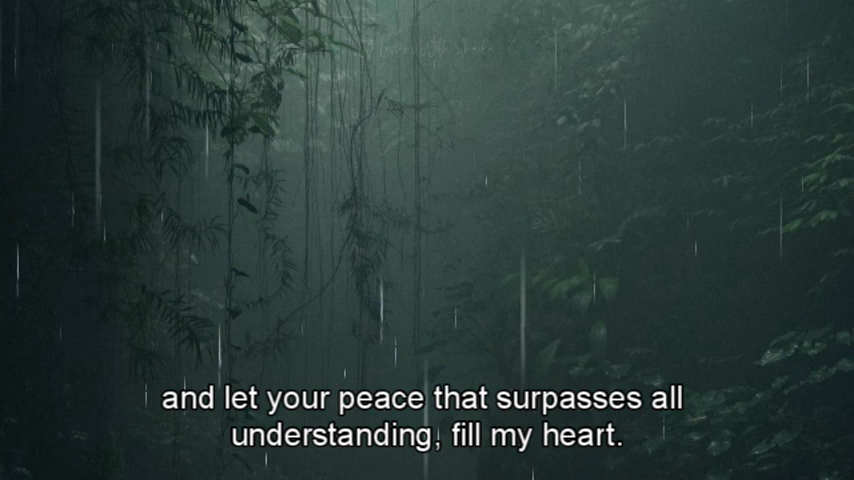 and let your peace that surpasses all
understanding, fill my heart.